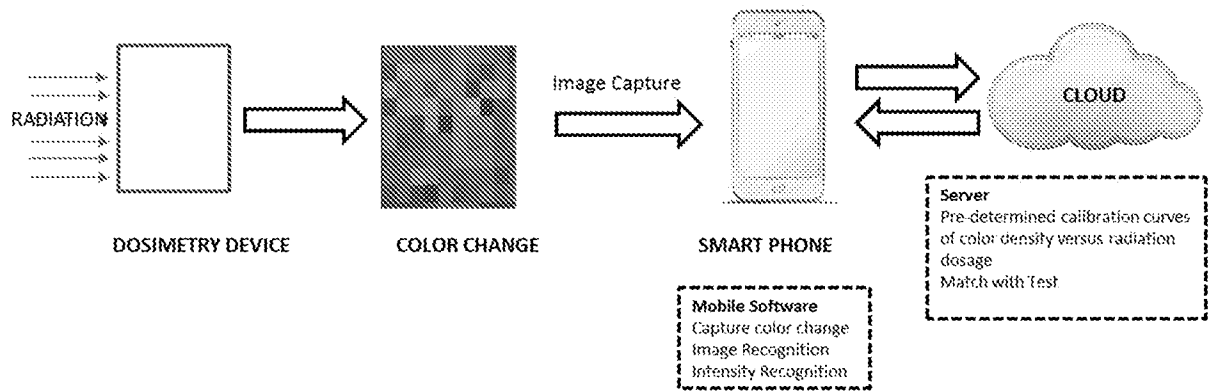 RADIATION
Image Capture
CLOUD
DOSIMETRY DEVICE
COLOR CHANGE
SMART PHONE
Server
Pre-determined calibration curves
of color density versus radiation
dosage
Match with Test
Mobile Software
Capture color change
Image Recognition
Intensity Recognition